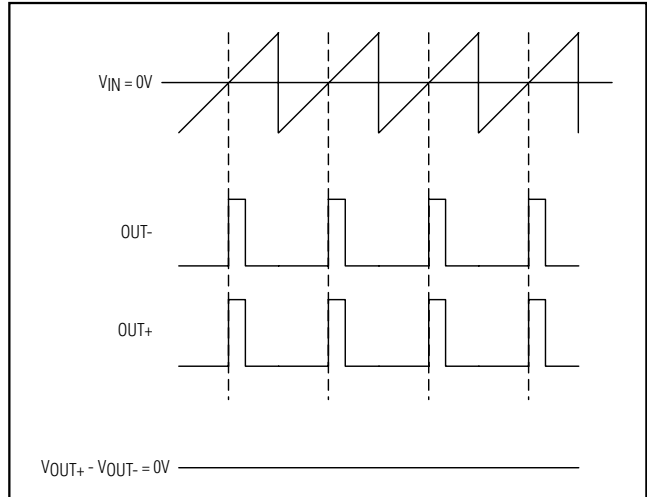 VIN = 0V
OUT-
OUT+
VOUT+ - VOUT- = 0V